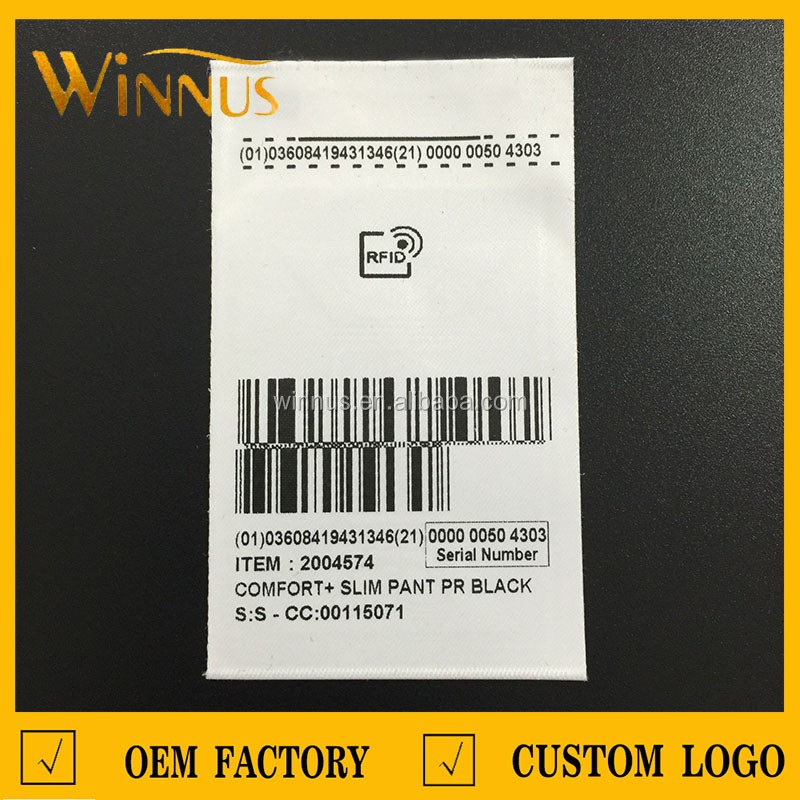 WINNUS
(01)03608419431346(21) 0000 0050 4303
RFID
winnus.en.alibaba.com
(01)03608419431346(21) 0000 0050 4303
Serial Number
ITEM : 2004574
COMFORT+ SLIM PANT PR BLACK
S:S - CC:00115071
OEM FACTORY
CUSTOM LOGO